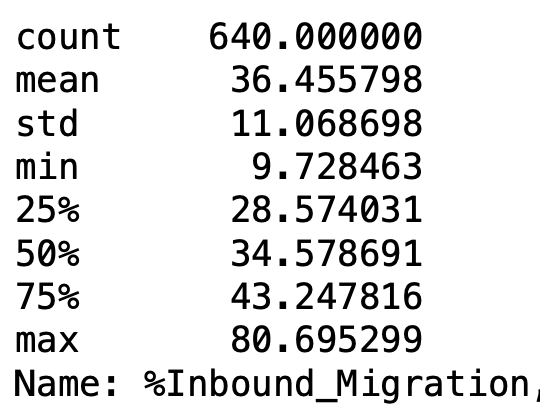 count    640.000000
mean      36.455798
std       11.068698
min        9.728463
25%       28.574031
50%       34.578691
75%       43.247816
max       80.695299
Name: %Inbound_Migration,